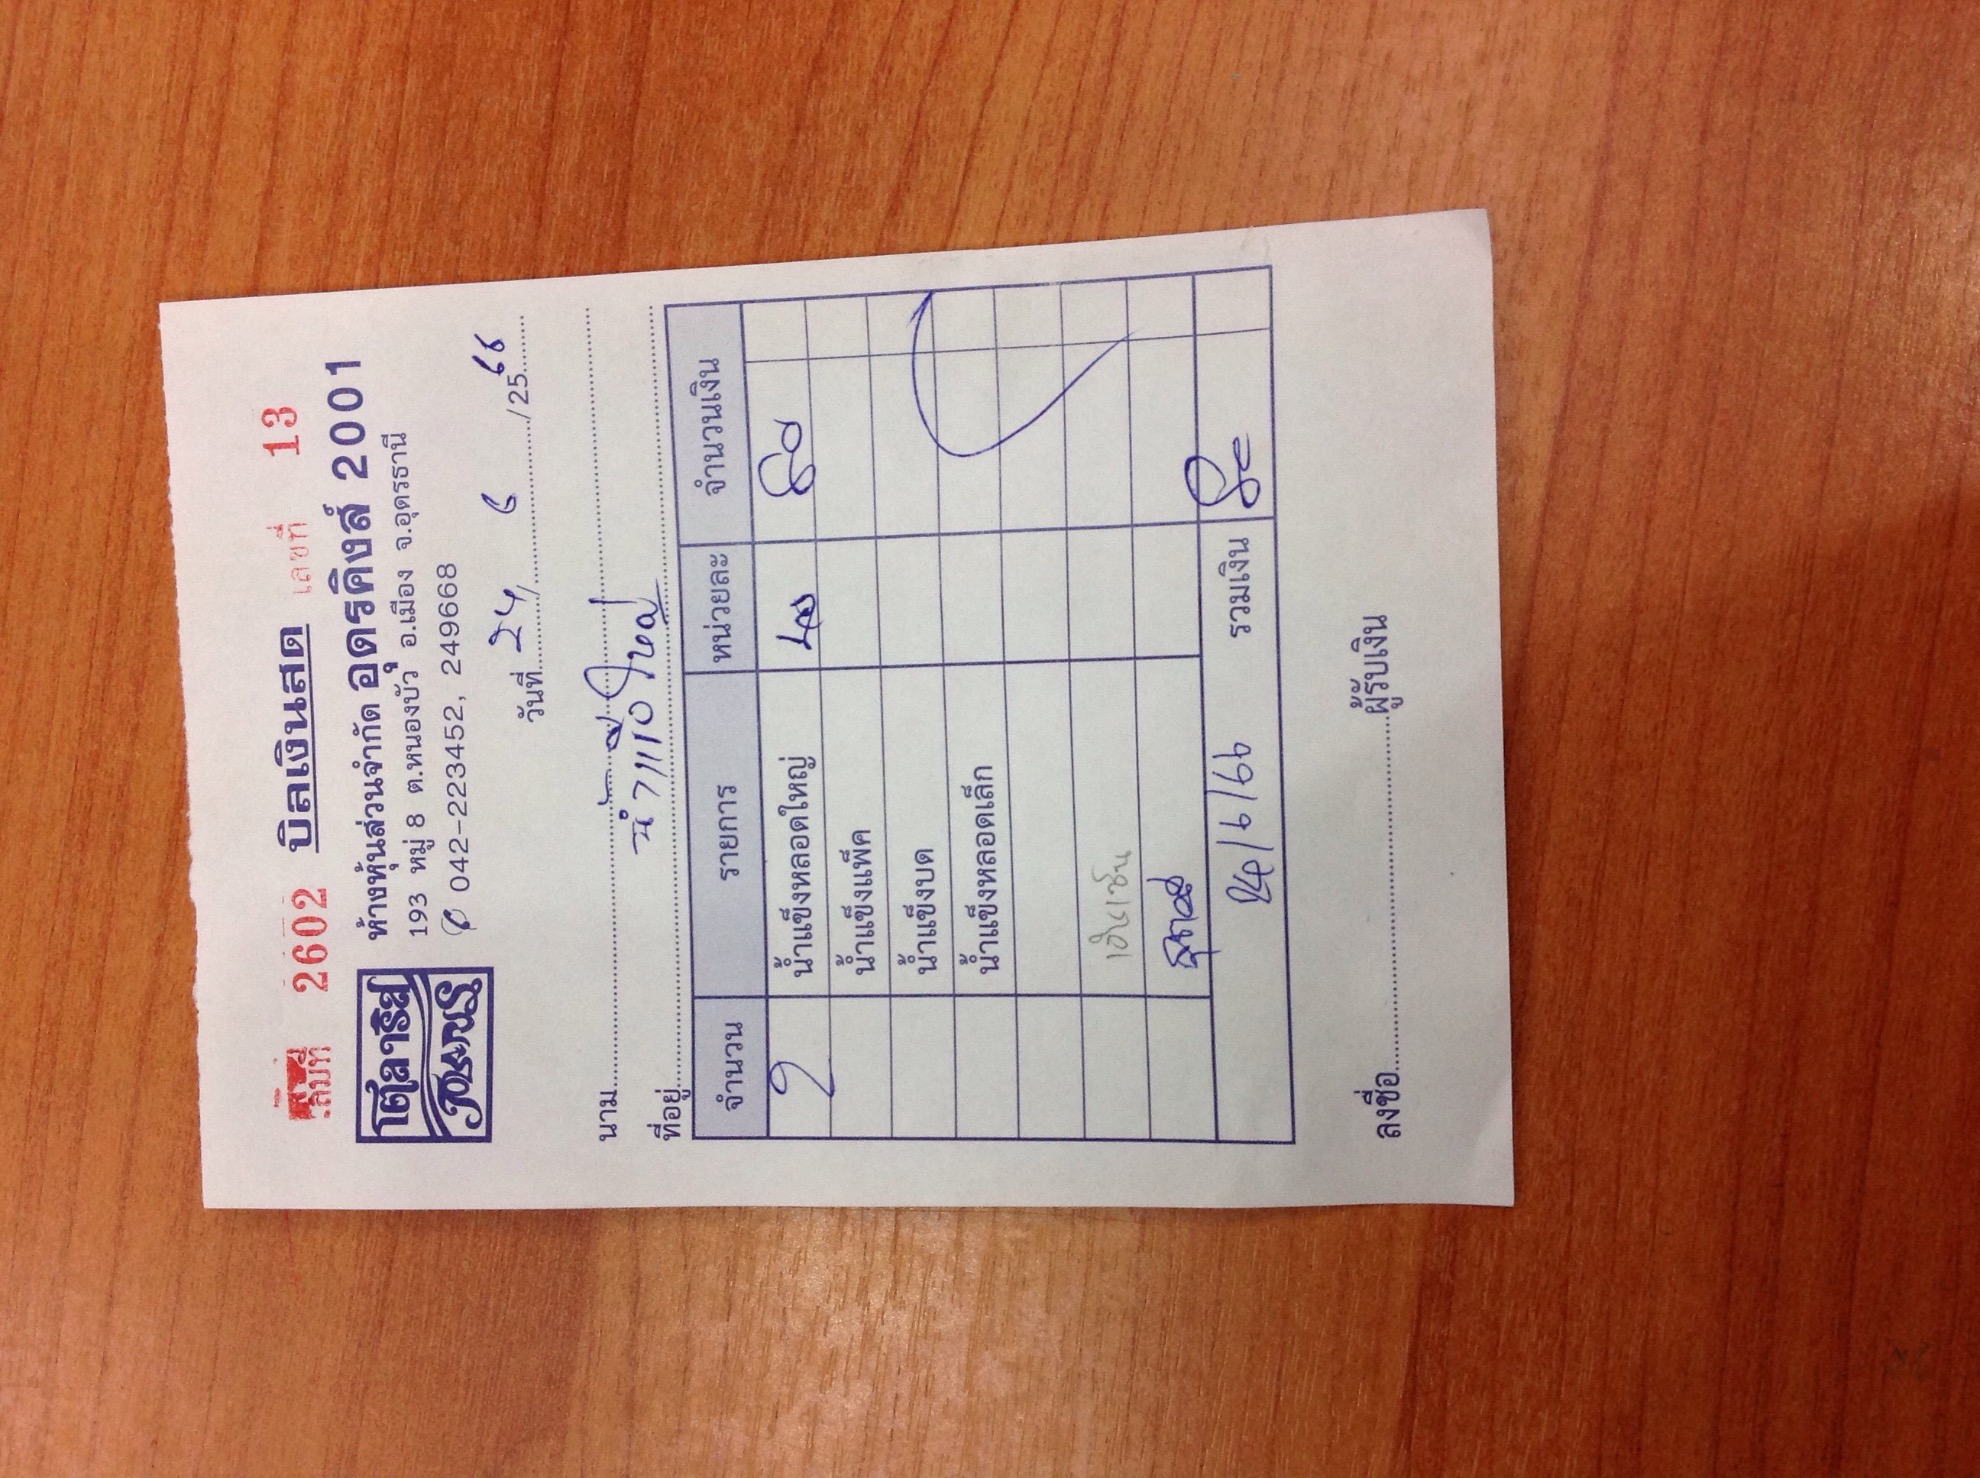 เล่มที่ 2602 บิลเงินสด เลขที่ 13
ห้างหุ้นส่วนจำกัด อุดรคิงส์ 2001
193 หมู่ 8 ต.หนองบัว อ.เมือง จ.อุดรธานี
042-223452, 249668
วันที่ 24 / 6 /2566
นาม
ที่อยู่
จำนวน รายการ หน่วยละ จำนวนเงิน
2 น้ำแข็งหลอดใหญ่ 40 80
น้ำแข็งแพ็ค
น้ำแข็งบด
น้ำแข็งหลอดเล็ก
24/6/66 รวมเงิน 80
ลงชื่อ ผู้รับเงิน